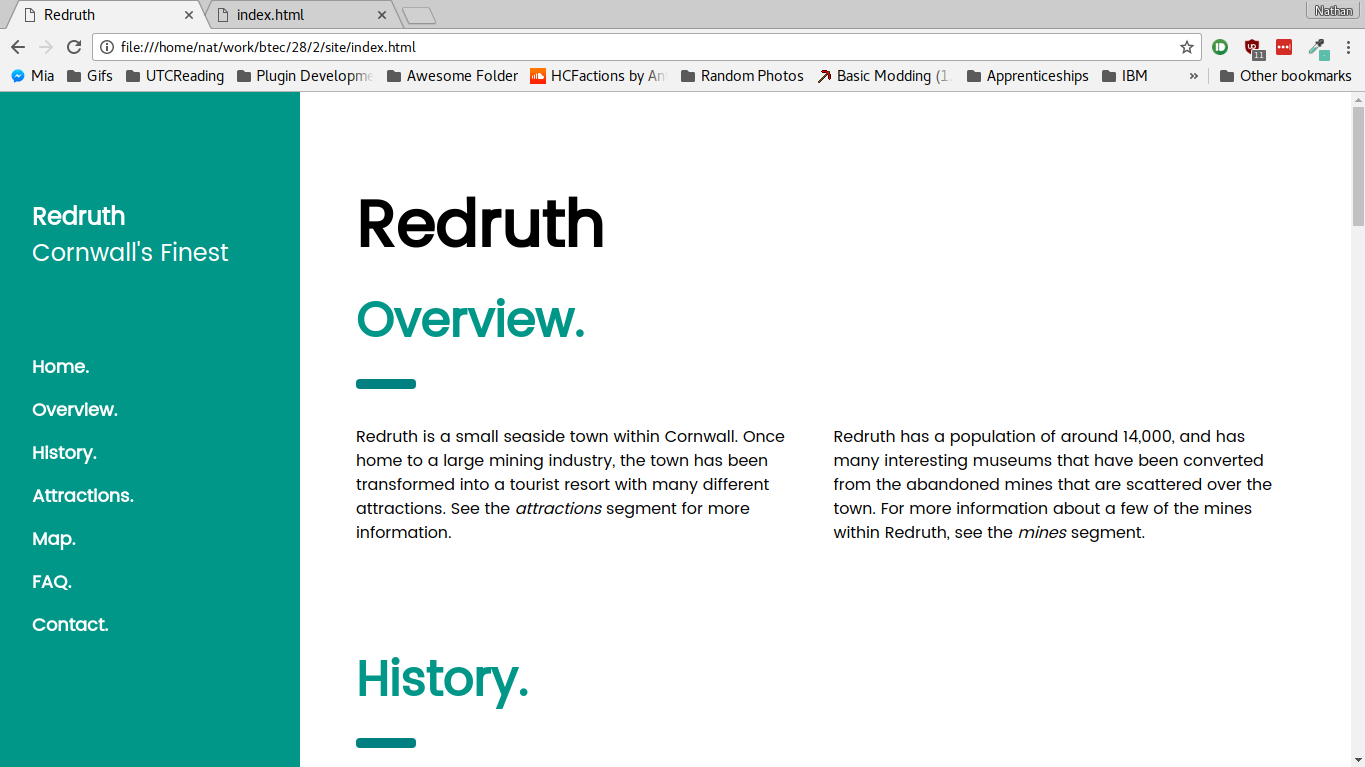 Redruth
index.html
Nathan
file:///home/nat/work/btec/28/2/site/index.html
11
Mia
Gifs
UTCReading
Plugin Developme
Awesome Folder
HCFactions by An
Random Photos
Basic Modding (1.
Apprenticeships
IBM
»
Other bookmarks
Redruth
Cornwall's Finest
Home.
Overview.
History.
Attractions.
Map.
FAQ.
Contact.
Redruth
Overview.
Redruth is a small seaside town within Cornwall. Once
home to a large mining industry, the town has been
transformed into a tourist resort with many different
attractions. See the attractions segment for more
information.
Redruth has a population of around 14,000, and has
many interesting museums that have been converted
from the abandoned mines that are scattered over the
town. For more information about a few of the mines
within Redruth, see the mines segment.
History.